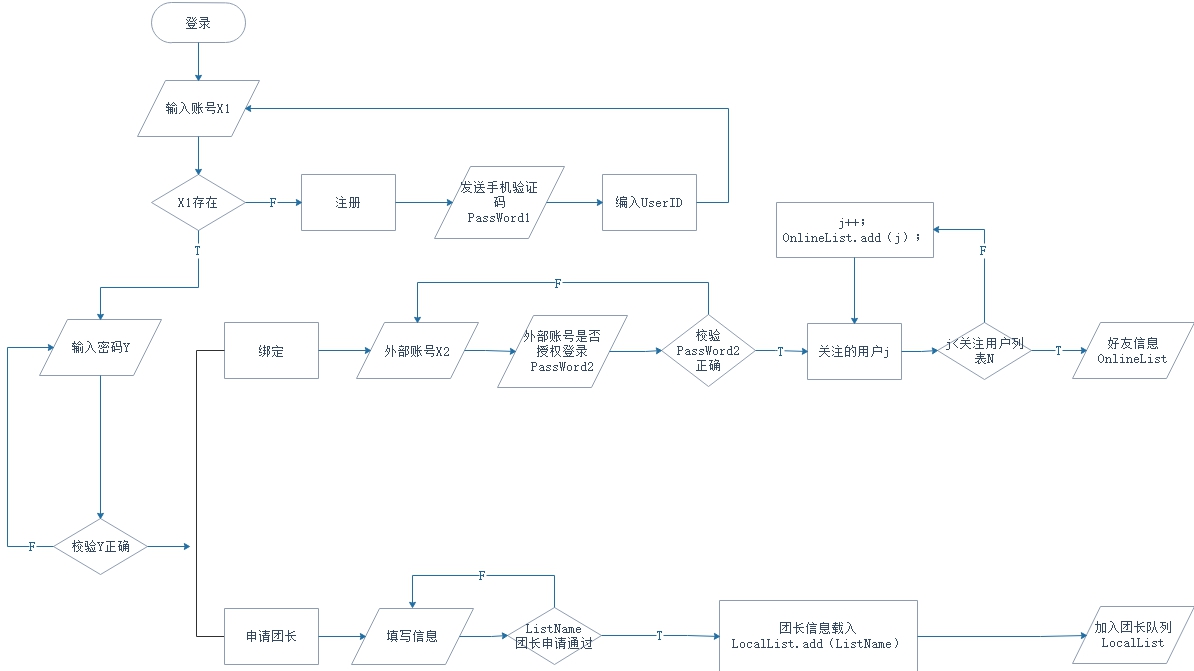 登录
输入账号X1
X1存在
F
注册
发送手机验证
码
PassWord1
编入UserID
T
j++;
OnlineList.add（j）;
F
F
输入密码Y
绑定
外部账号X2
外部账号是否
授权登录
PassWord2
校验
PassWord2
正确
T
关注的用户j
j<关注用户列
表N
T
好友信息
OnlineList
校验Y正确
F
F
申请团长
填写信息
ListName
团长申请通过
T
团长信息载入
LocalList.add（ListName）
加入团长队列
LocalList